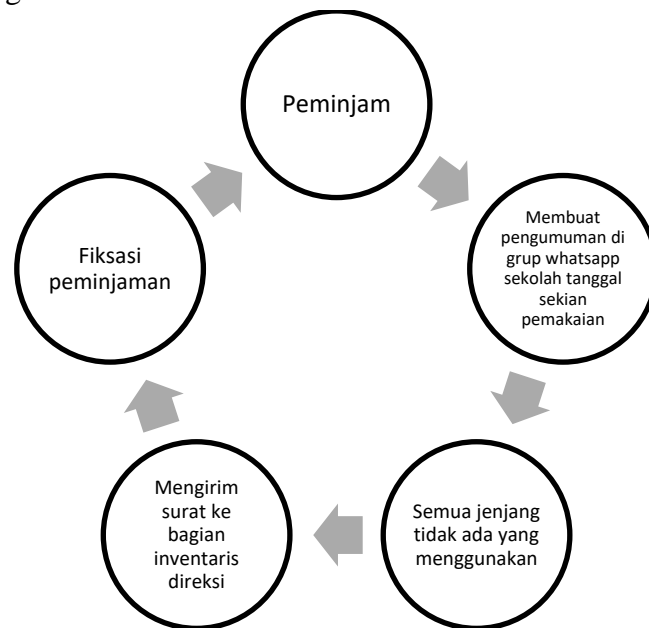 g
Peminjam
Membuat
pengumuman di
grup whatsapp
sekolah tanggal
sekian
pemakaian
Semua jenjang
tidak ada yang
menggunakan
Mengirim
surat ke
bagian
inventaris
direksi
Fiksasi
peminjaman